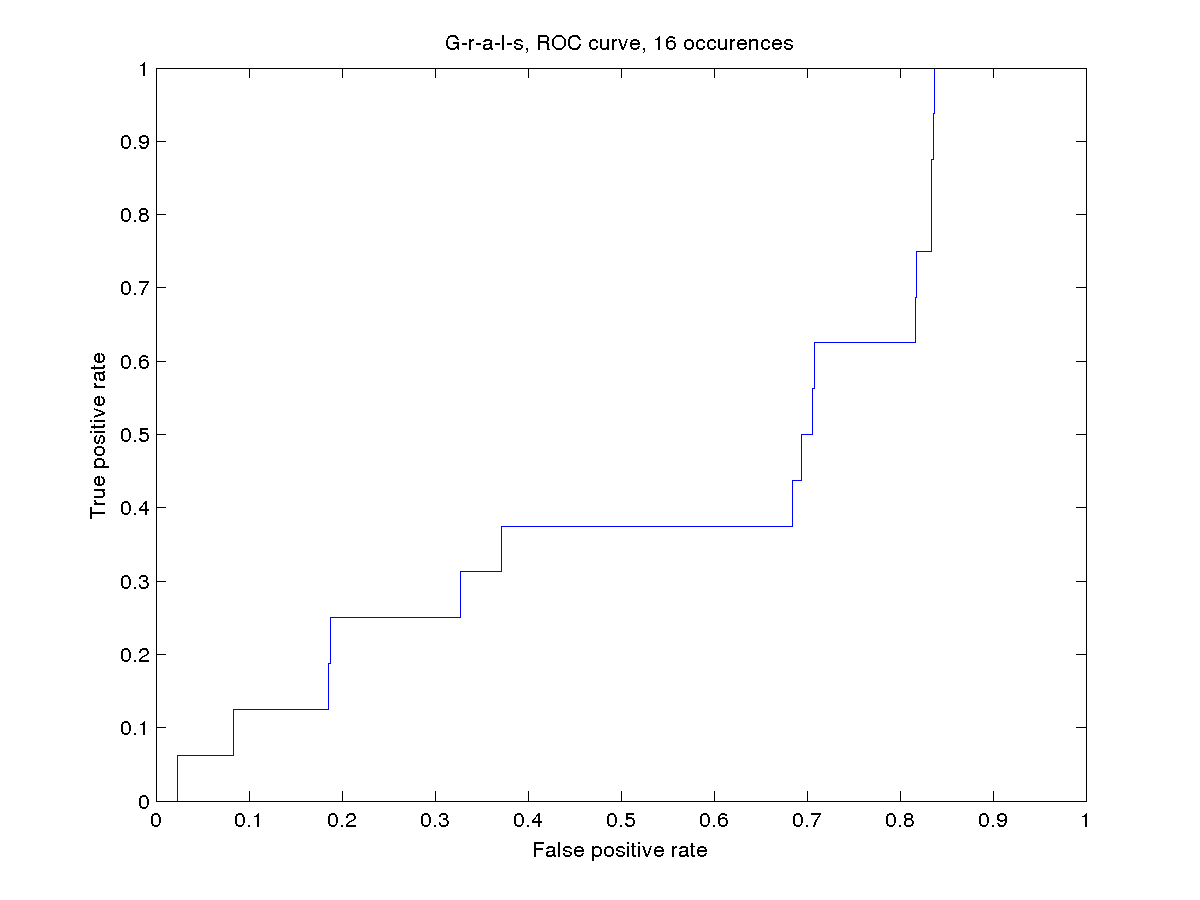 G-r-a-l-s, ROC curve, 16 occurences
1
0.9
0.8
0.7
0.6
0.5
0.4
0.3
0.2
0.1
0
True positive rate
0 0.1 0.2 0.3 0.4 0.5 0.6 0.7 0.8 0.9 1
False positive rate